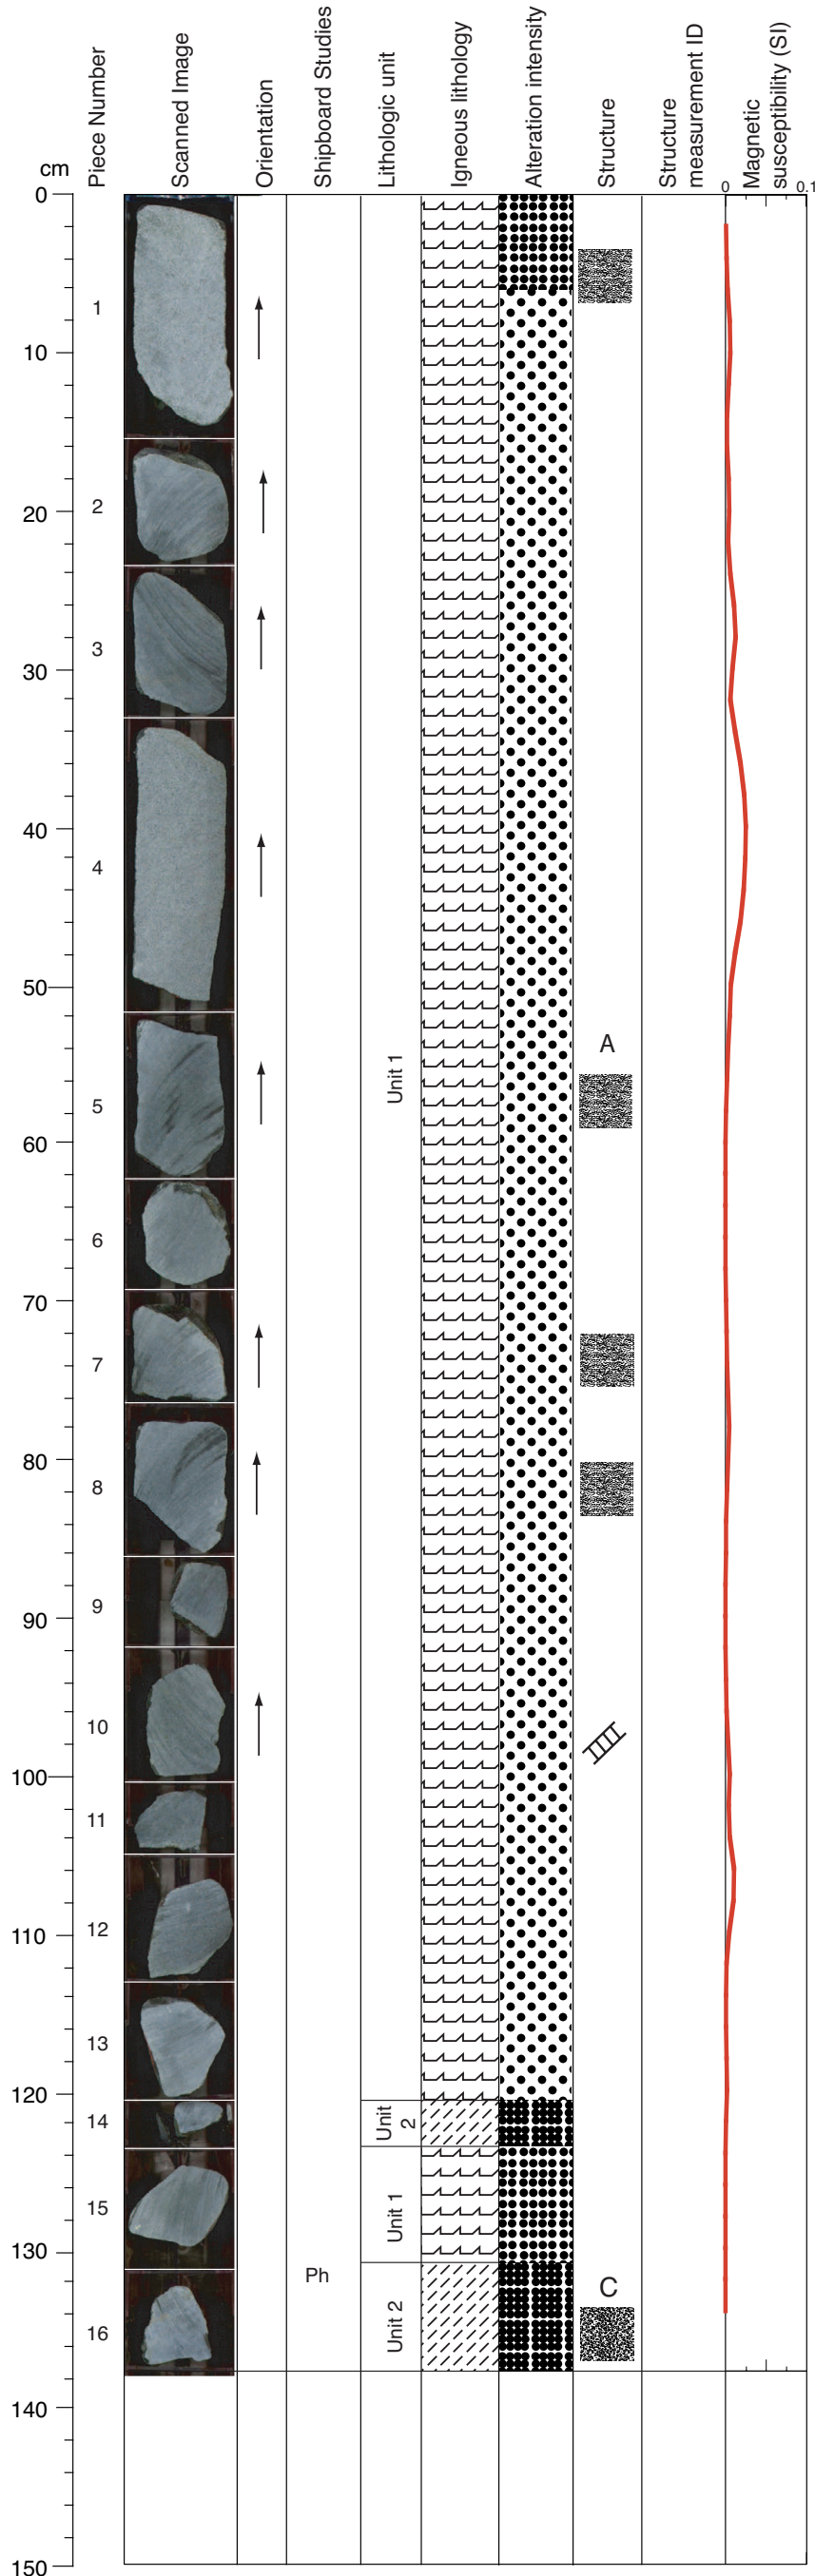 cm
Piece Number
Scanned Image
Orientation
Shipboard Studies
Lithologic unit
Igneous lithology
Alteration intensity
Structure
Structure
measurement ID
Magnetic
susceptibility (SI)
0
0
0.1
1
10
2
20
3
30
4
40
50
A
Unit 1
5
60
6
70
7
80
8
9
90
10
100
11
110
12
13
120
14
Unit
2
15
Unit 1
130
Ph
C
Unit 2
16
140
150